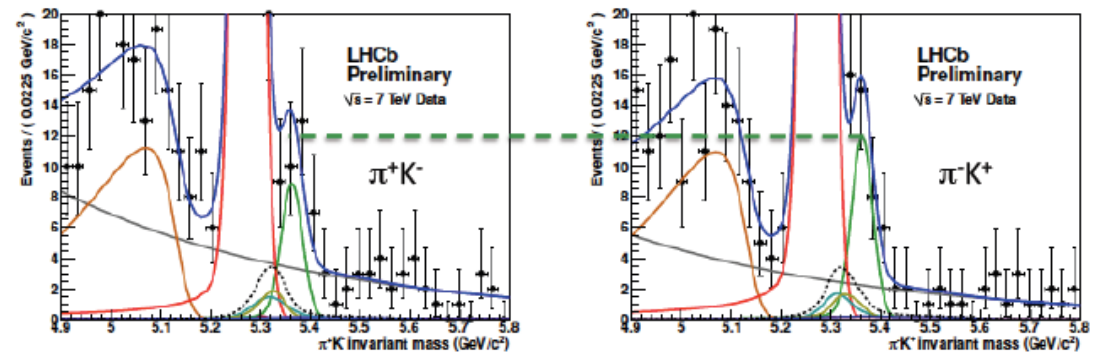 Events / ( 0.0225 GeV/c² )
20
18
16
14
12
10
8
6
4
2
0
LHCb
Preliminary
√s = 7 TeV Data
π⁺K⁻
4.9 5 5.1 5.2 5.3 5.4 5.5 5.6 5.7 5.8
π⁺K⁻ invariant mass (GeV/c²)
Events / ( 0.0225 GeV/c² )
20
18
16
14
12
10
8
6
4
2
0
LHCb
Preliminary
√s = 7 TeV Data
π⁻K⁺
4.9 5 5.1 5.2 5.3 5.4 5.5 5.6 5.7 5.8
π⁻K⁺ invariant mass (GeV/c²)